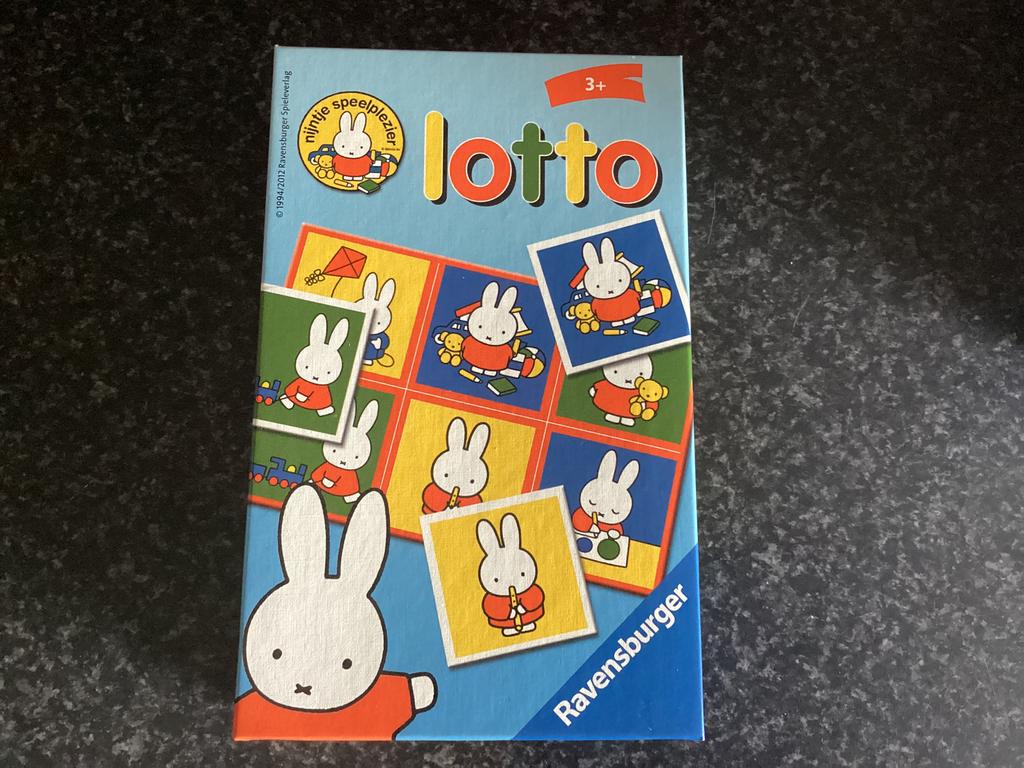 3+
nijntje speelplezier
lotto
© 1994/2012 Ravensburger Spieleverlag
Ravensburger